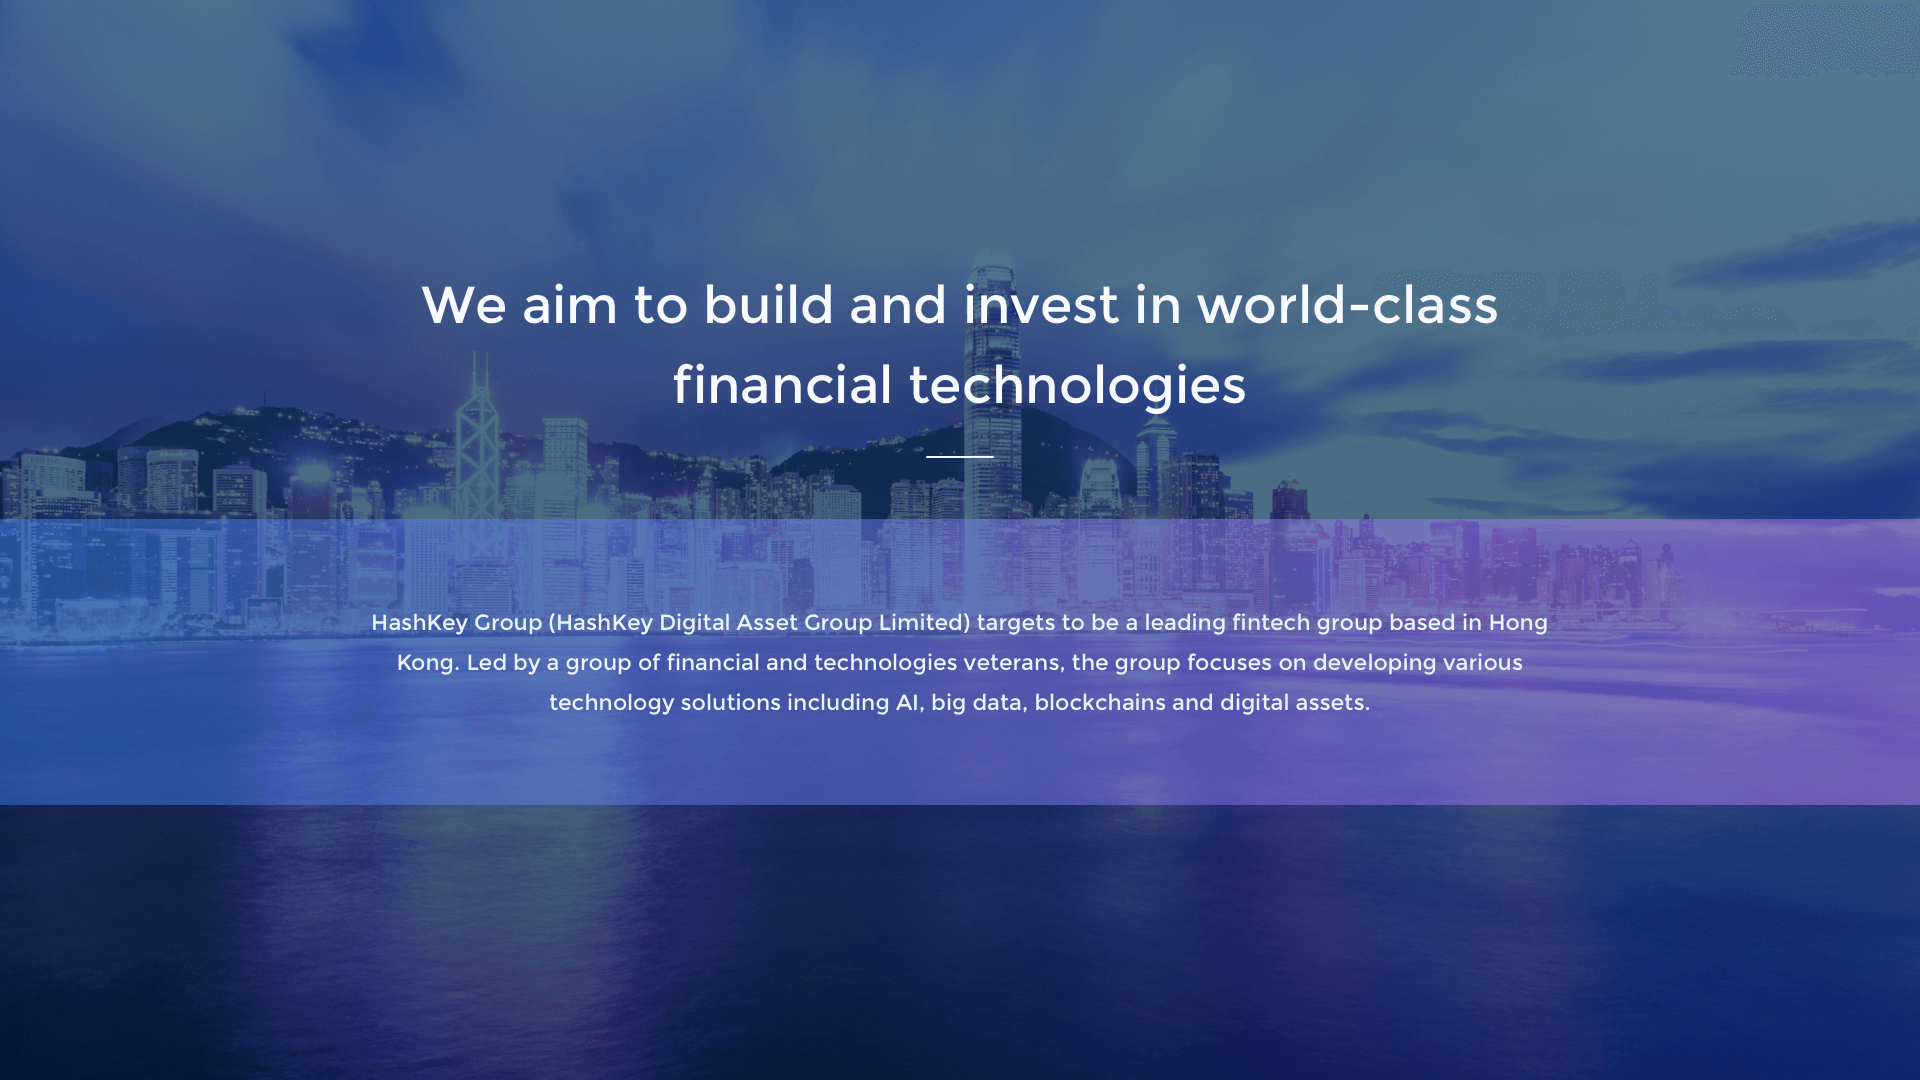 We aim to build and invest in world-class
financial technologies
HashKey Group (HashKey Digital Asset Group Limited) targets to be a leading fintech group based in Hong
Kong. Led by a group of financial and technologies veterans, the group focuses on developing various
technology solutions including AI, big data, blockchains and digital assets.